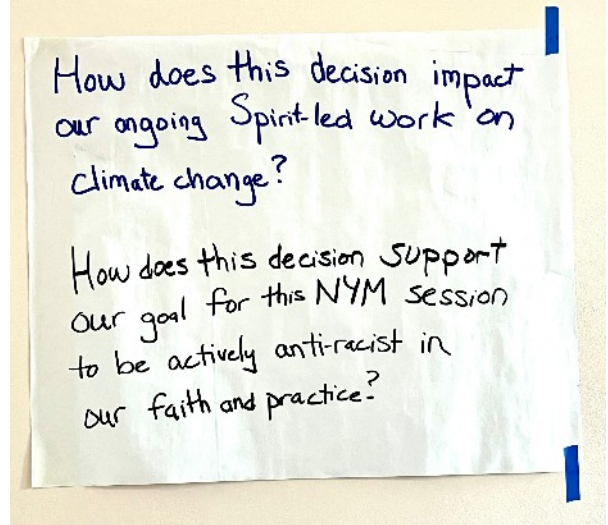 How does this decision impact
our ongoing Spirit-led work on
climate change?
How does this decision support
our goal for this NYM session
to be actively anti-racist in
our faith and practice?